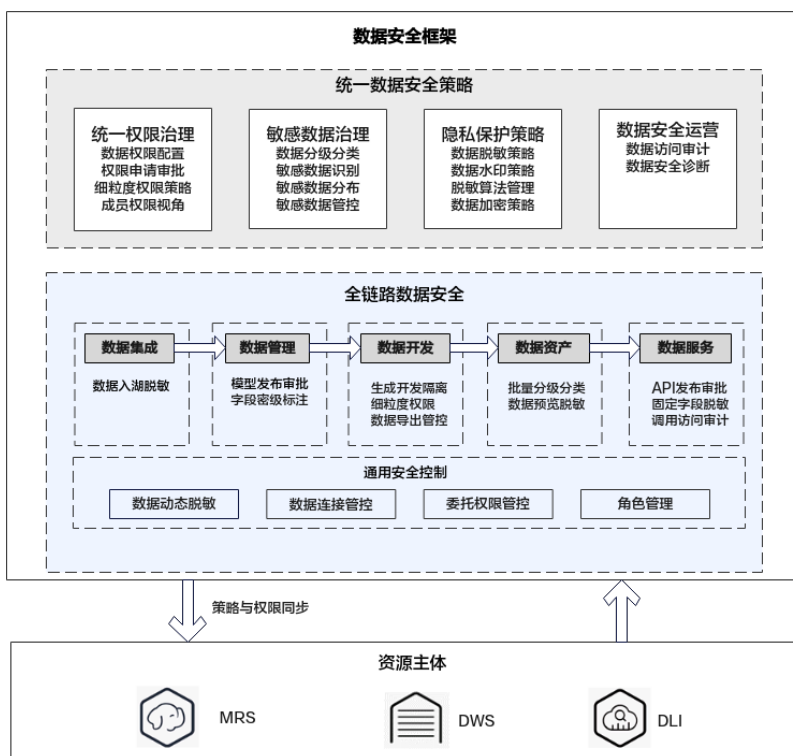 数据安全框架
统一数据安全策略
统一权限治理
数据权限配置
权限申请审批
细粒度权限策略
成员权限视角
敏感数据治理
数据分级分类
敏感数据识别
敏感数据分布
敏感数据管控
隐私保护策略
数据脱敏策略
数据水印策略
脱敏算法管理
数据加密策略
数据安全运营
数据访问审计
数据安全诊断
全链路数据安全
数据集成
数据入湖脱敏
数据管理
模型发布审批
字段密级标注
数据开发
生成开发隔离
细粒度权限
数据导出管控
数据资产
批量分级分类
数据预览脱敏
数据服务
API发布审批
固定字段脱敏
调用访问审计
通用安全控制
数据动态脱敏
数据连接管控
委托权限管控
角色管理
策略与权限同步
资源主体
MRS
DWS
DLI